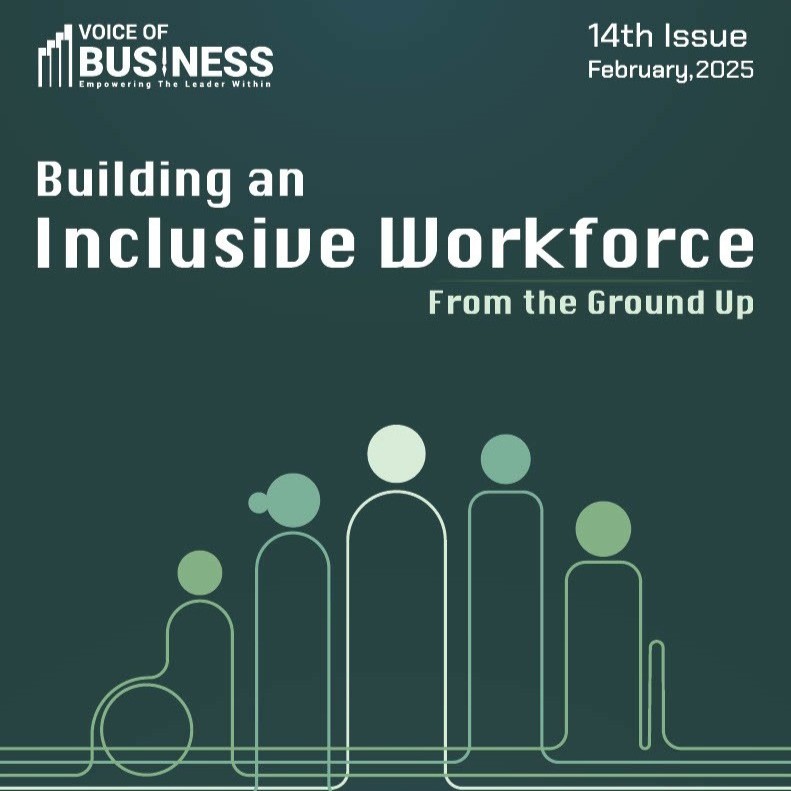 VOICE OF
BUSINESS
Empowering The Leader Within
14th Issue
February,2025
Building an
Inclusive Workforce
From the Ground Up